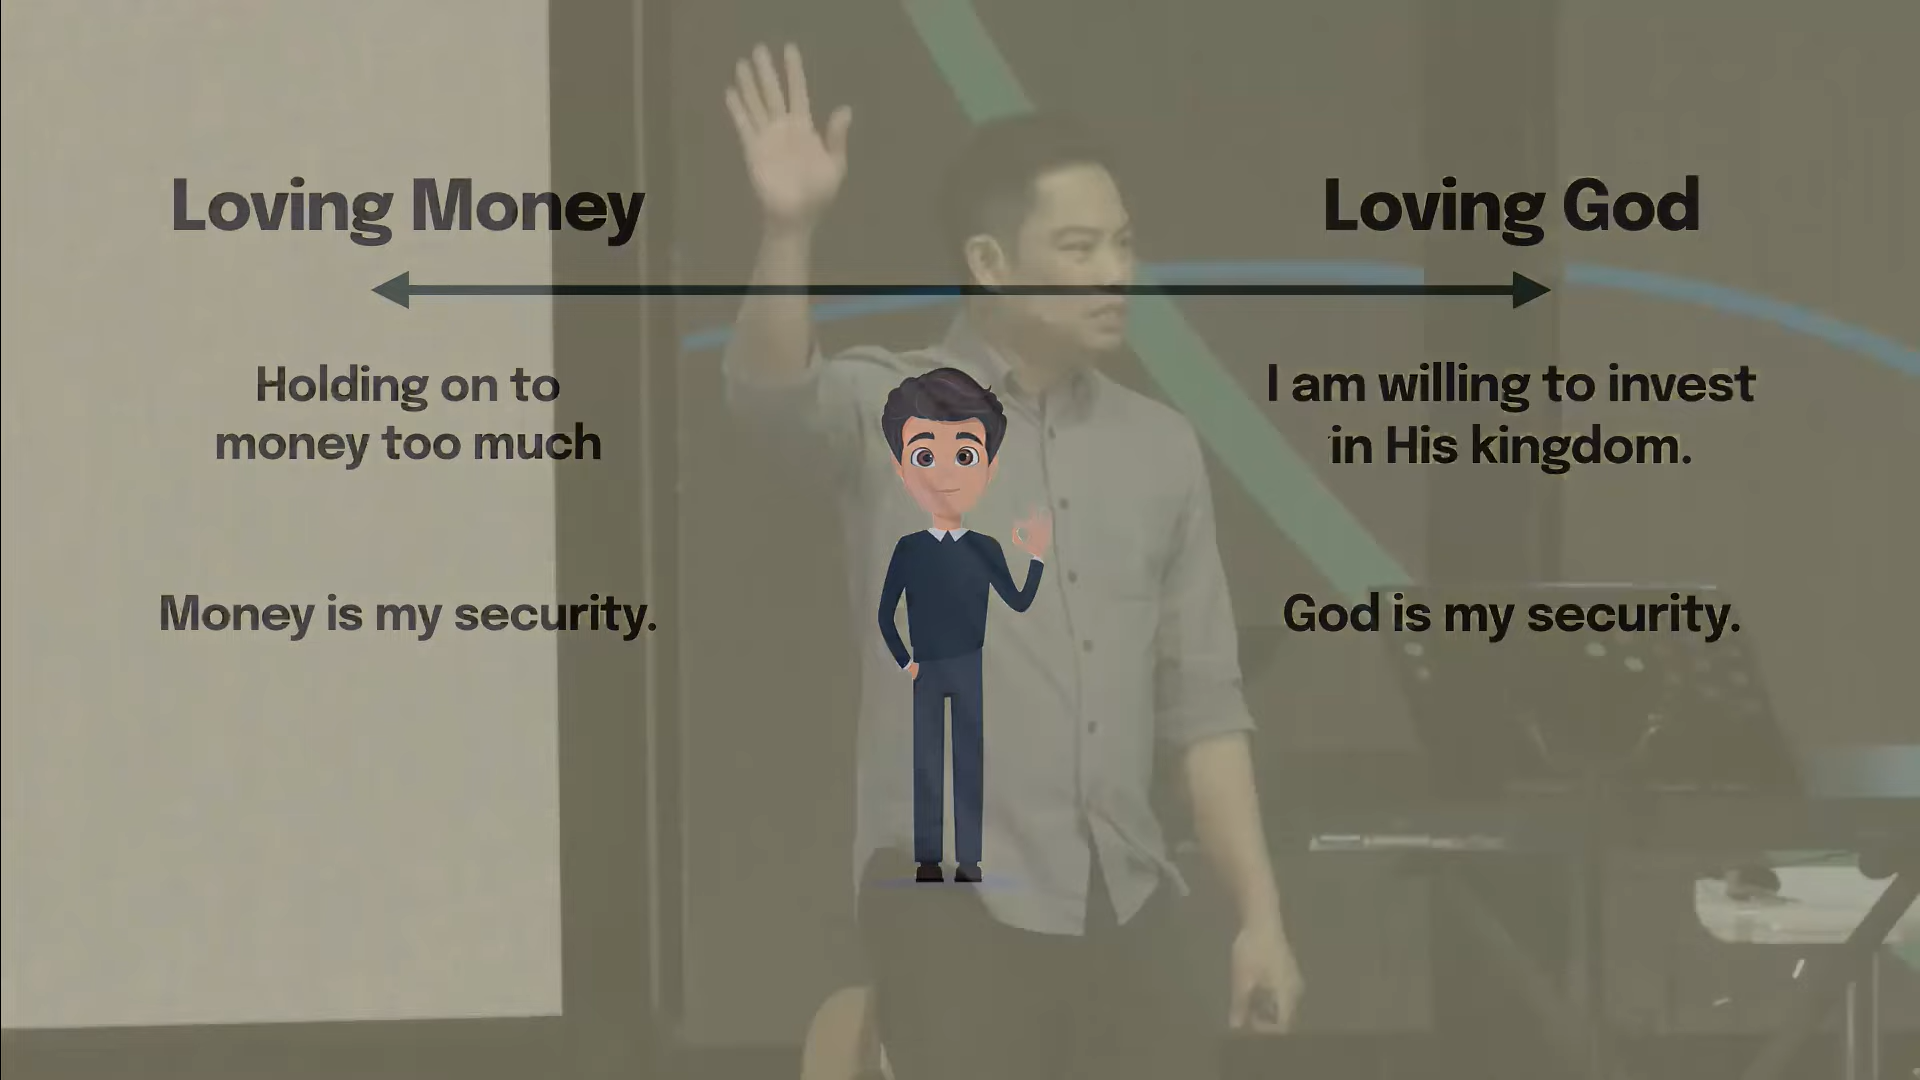 Loving Money
Loving God
Holding on to
money too much
I am willing to invest
in His kingdom.
Money is my security.
God is my security.